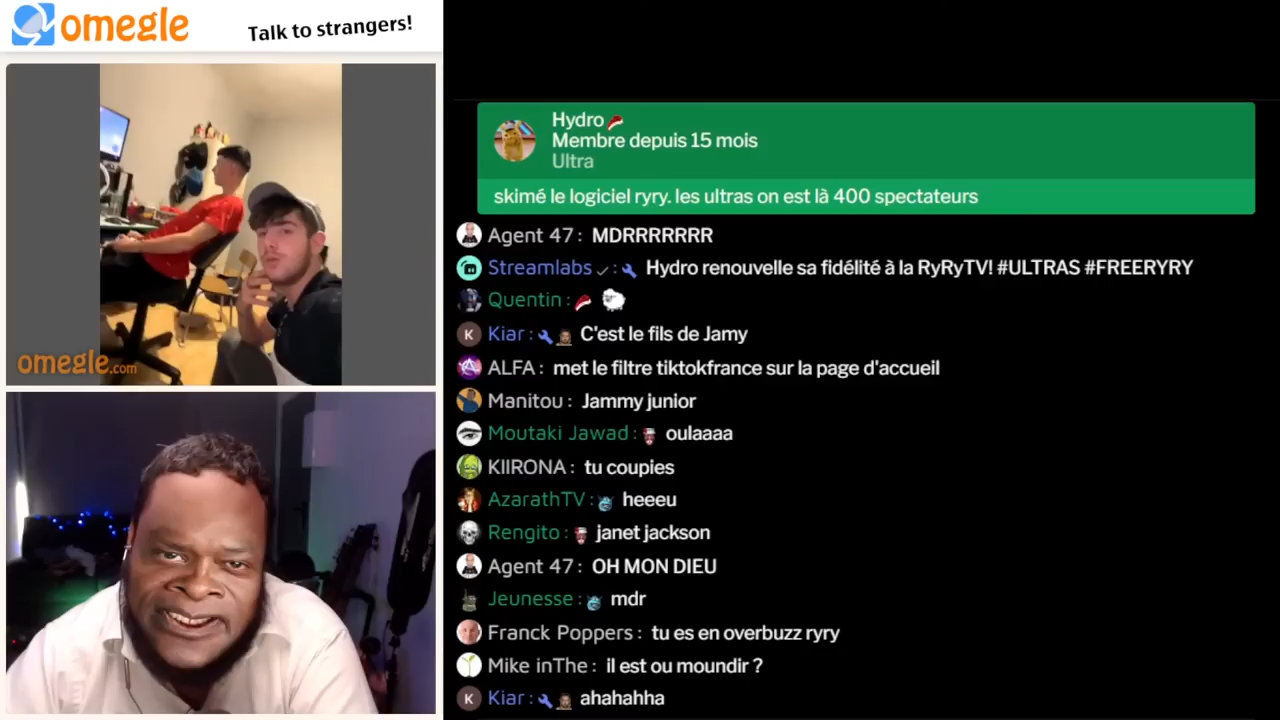 omegle
Talk to strangers!
omegle.com
Hydro
Membre depuis 15 mois
Ultra
skimé le logiciel ryry. les ultras on est là 400 spectateurs
Agent 47 : MDRRRRRRR
Streamlabs : Hydro renouvelle sa fidélité à la RyRyTV! #ULTRAS #FREERYRY
Quentin :
K Kiar : C'est le fils de Jamy
ALFA : met le filtre tiktokfrance sur la page d'accueil
Manitou : Jammy junior
Moutaki Jawad : oulaaaa
KIIRONA : tu coupies
AzarathTV : heeeu
Rengito : janet jackson
Agent 47 : OH MON DIEU
Jeunesse : mdr
Franck Poppers : tu es en overbuzz ryry
Mike inThe : il est ou moundir ?
K Kiar : ahahahha